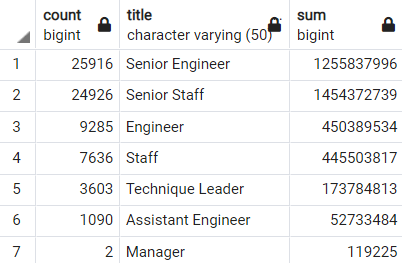 count title sum
bigint character varying (50) bigint
1 25916 Senior Engineer 1255837996
2 24926 Senior Staff 1454372739
3 9285 Engineer 450389534
4 7636 Staff 445503817
5 3603 Technique Leader 173784813
6 1090 Assistant Engineer 52733484
7 2 Manager 119225